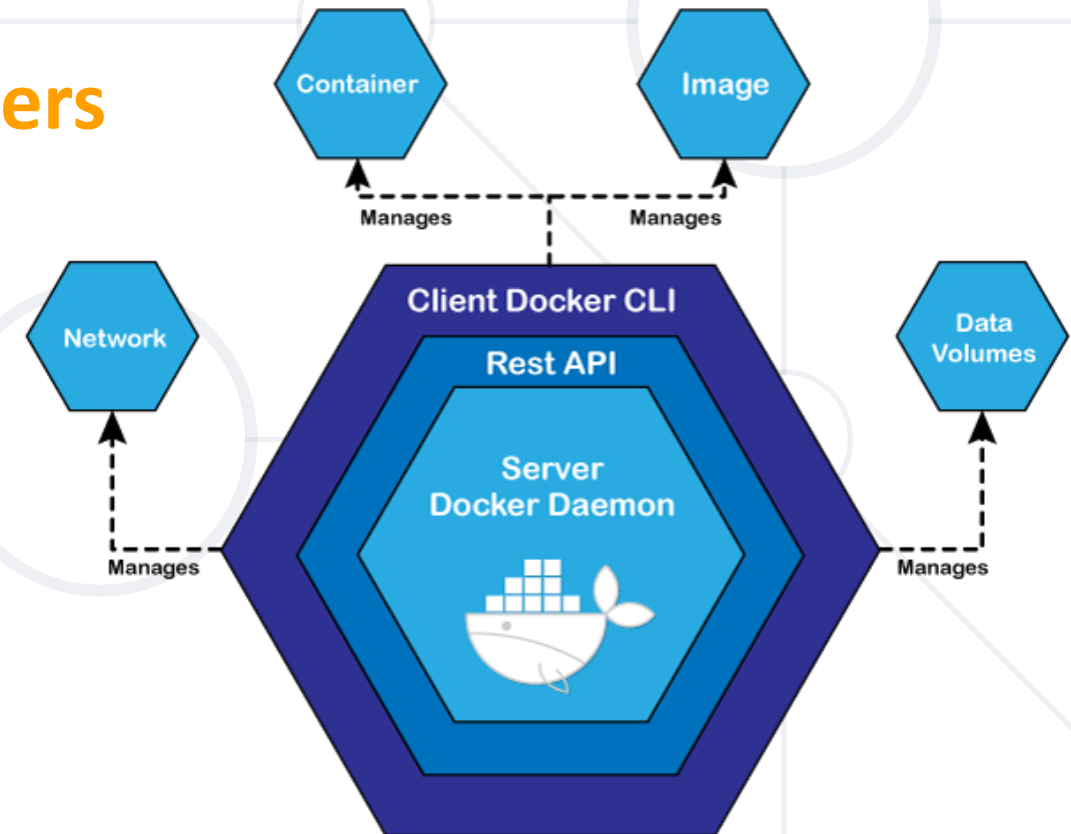 ers
Container
Image
Manages
Manages
Client Docker CLI
Network
Rest API
Data
Volumes
Server
Docker Daemon
Manages
Manages